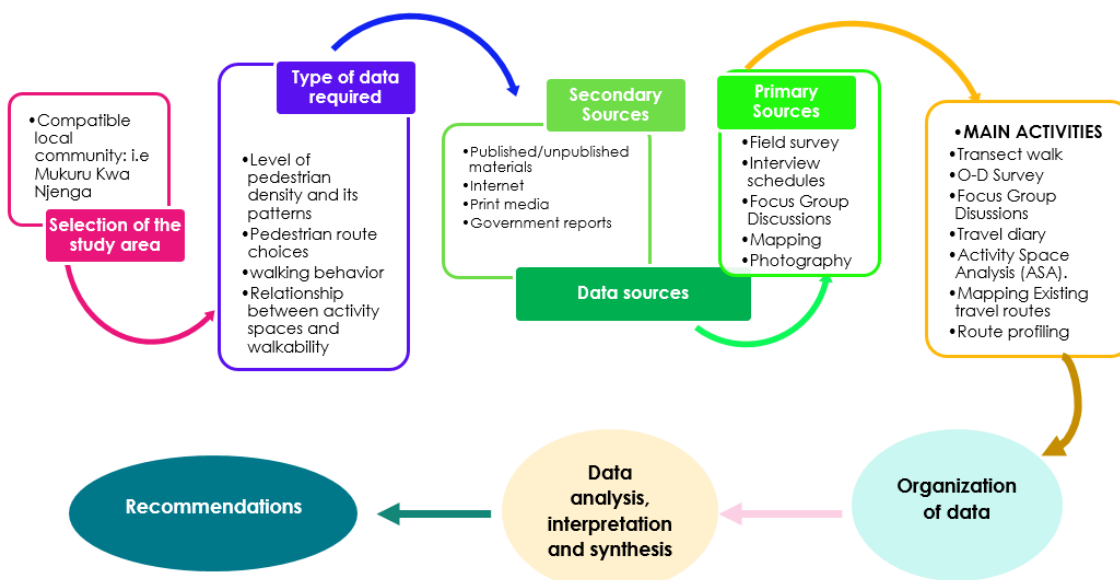 •Compatible
local
community: i.e
Mukuru Kwa
Njenga
Selection of the
study area
Type of data
required
•Level of
pedestrian
density and its
patterns
•Pedestrian route
choices
•walking behavior
•Relationship
between activity
spaces and
walkability
Secondary
Sources
•Published/unpublished
materials
•Internet
•Print media
•Government reports
Data sources
Primary
Sources
•Field survey
•Interview
schedules
•Focus Group
Discussions
•Mapping
•Photography
•MAIN ACTIVITIES
•Transect walk
•O-D Survey
•Focus Group
Disussions
•Travel diary
•Activity Space
Analysis (ASA).
•Mapping Existing
travel routes
•Route profiling
Organization
of data
Data
analysis,
interpretation
and synthesis
Recommendations